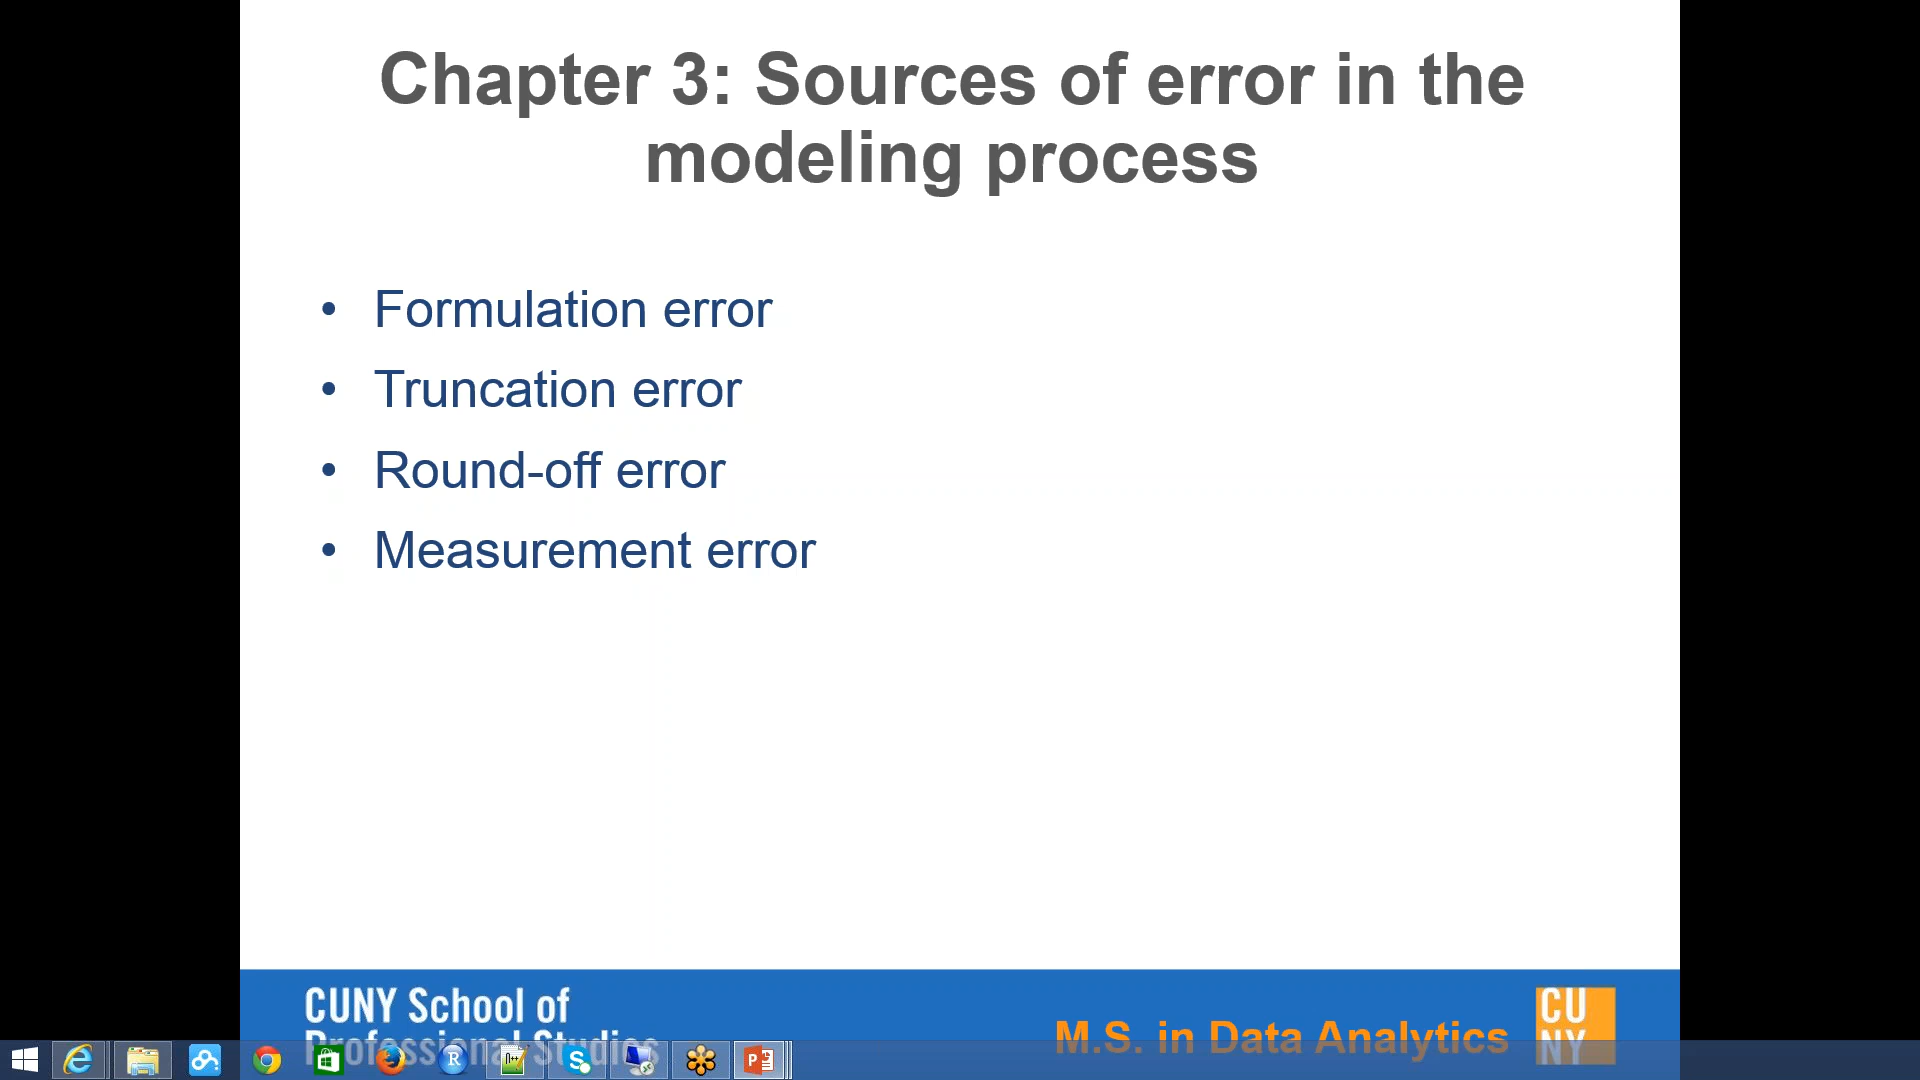 Chapter 3: Sources of error in the
modeling process
• Formulation error
• Truncation error
• Round-off error
• Measurement error
CUNY School of
Professional Studies
M.S. in Data Analytics
CU
NY